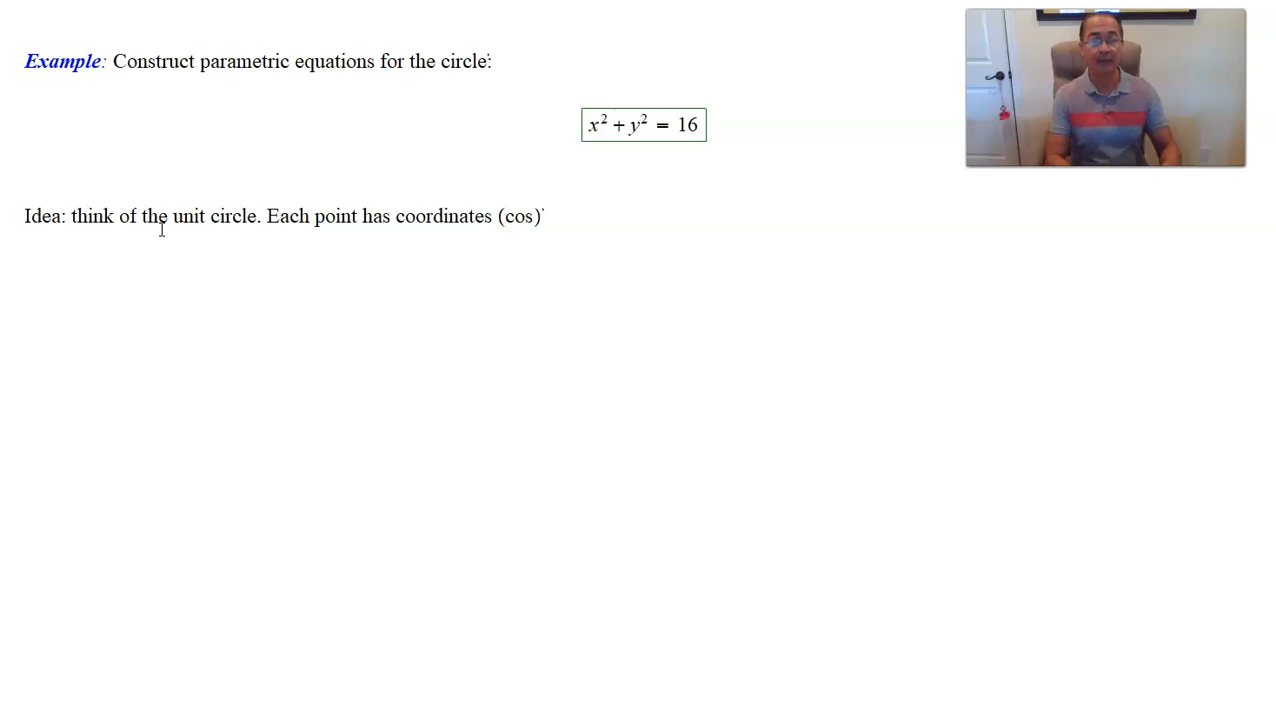 Example: Construct parametric equations for the circle:
x² + y² = 16
Idea: think of the unit circle. Each point has coordinates (cos)